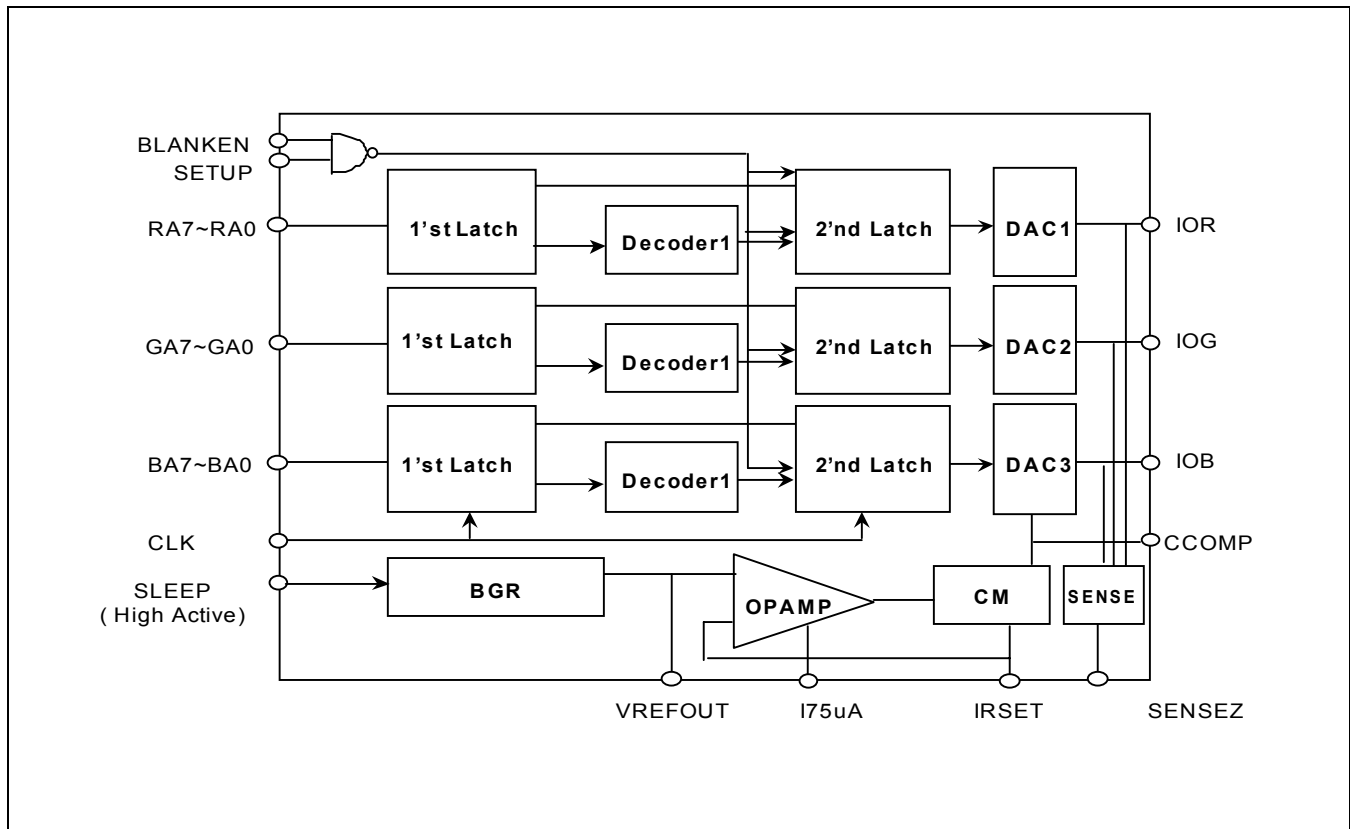 BLANKEN
SETUP
RA7~RA0
1'st Latch
Decoder1
2'nd Latch
DAC1
IOR
GA7~GA0
1'st Latch
Decoder1
2'nd Latch
DAC2
IOG
BA7~BA0
1'st Latch
Decoder1
2'nd Latch
DAC3
IOB
CLK
CCOMP
SLEEP
( High Active)
BGR
OPAMP
CM
SENSE
VREFOUT
I75uA
IRSET
SENSEZ